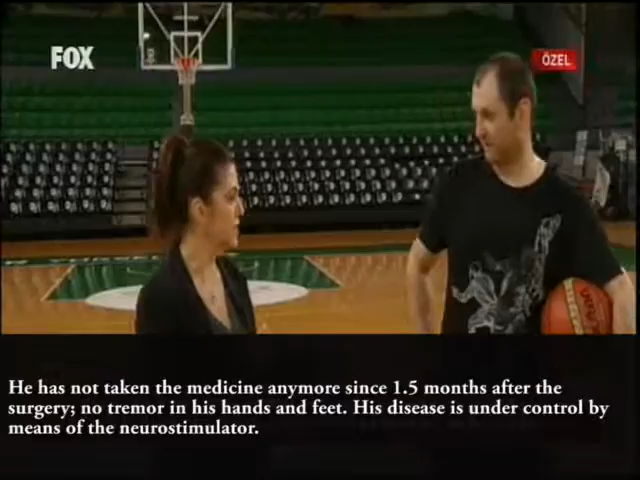 FOX
ÖZEL
He has not taken the medicine anymore since 1.5 months after the
surgery; no tremor in his hands and feet. His disease is under control by
means of the neurostimulator.